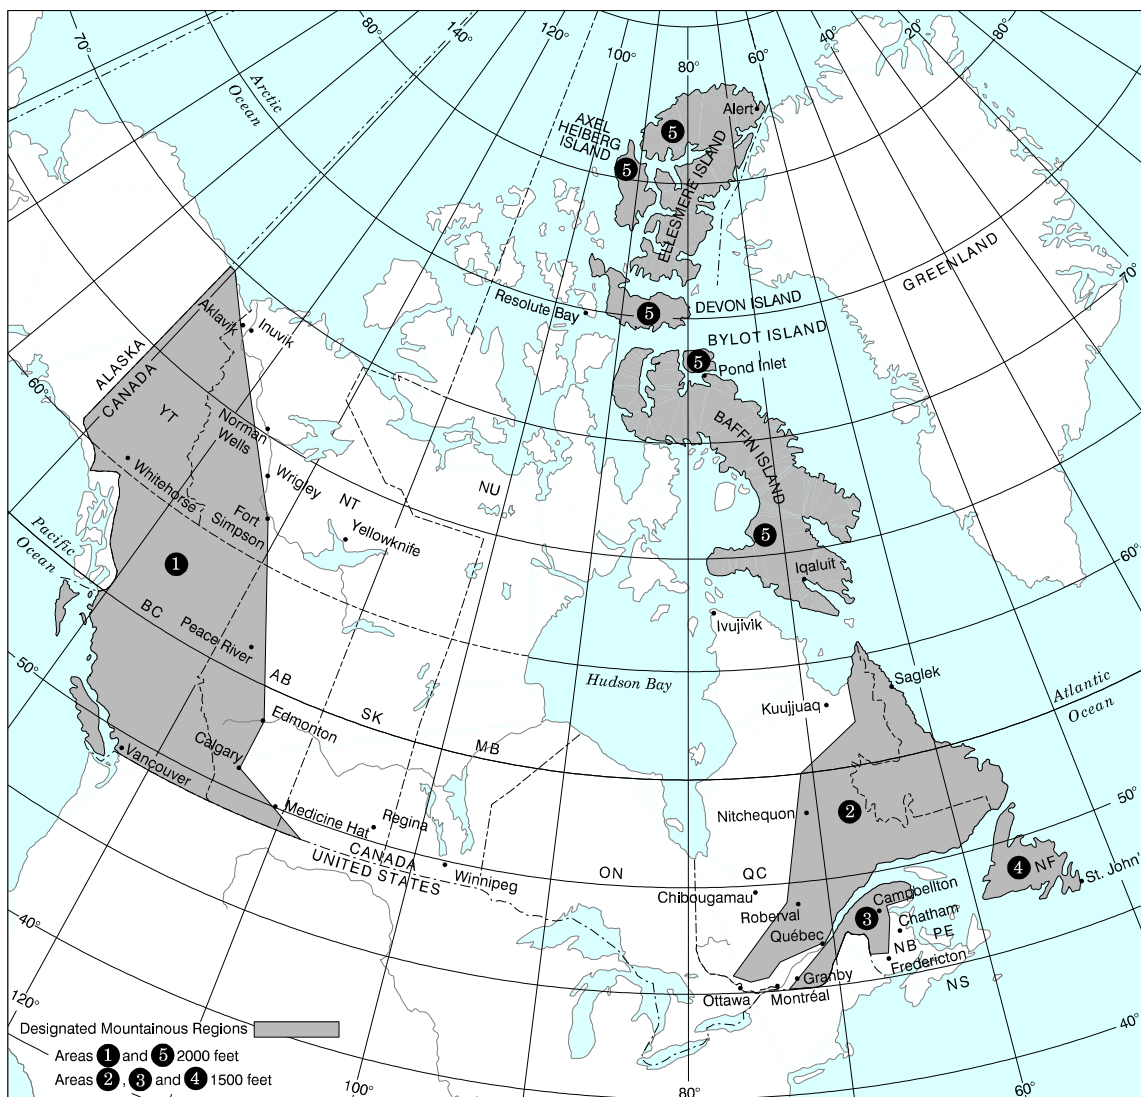 70°
80°
140°
120°
100°
80°
60°
40°
20°
80°
Arctic
Ocean
Alert
AXEL
HEIBERG
ISLAND
5
5
ELLESMERE ISLAND
GREENLAND
70°
Resolute Bay
DEVON ISLAND
5
BYLOT ISLAND
5
Pond Inlet
Aklavik
Inuvik
ALASKA
CANADA
60°
YT
Norman
Wells
BAFFIN ISLAND
Whitehorse
Wrigley
NT
NU
Fort
Simpson
Yellowknife
5
Iqaluit
60°
Pacific
Ocean
1
BC
Peace River
Ivujivik
Hudson Bay
Saglek
Atlantic
Ocean
50°
AB
SK
MB
Kuujjuaq
Edmonton
Calgary
Vancouver
Medicine Hat
Regina
CANADA
UNITED STATES
Winnipeg
ON
QC
Nitchequon
2
50°
Chibougamau
Roberval
Québec
Campbellton
3
Chatham
PE
NB
Fredericton
NS
4
NF
St. John'
Ottawa
Montréal
Granby
40°
120°
100°
80°
60°
40°
Designated Mountainous Regions
Areas 1 and 5 2000 feet
Areas 2 , 3 and 4 1500 feet